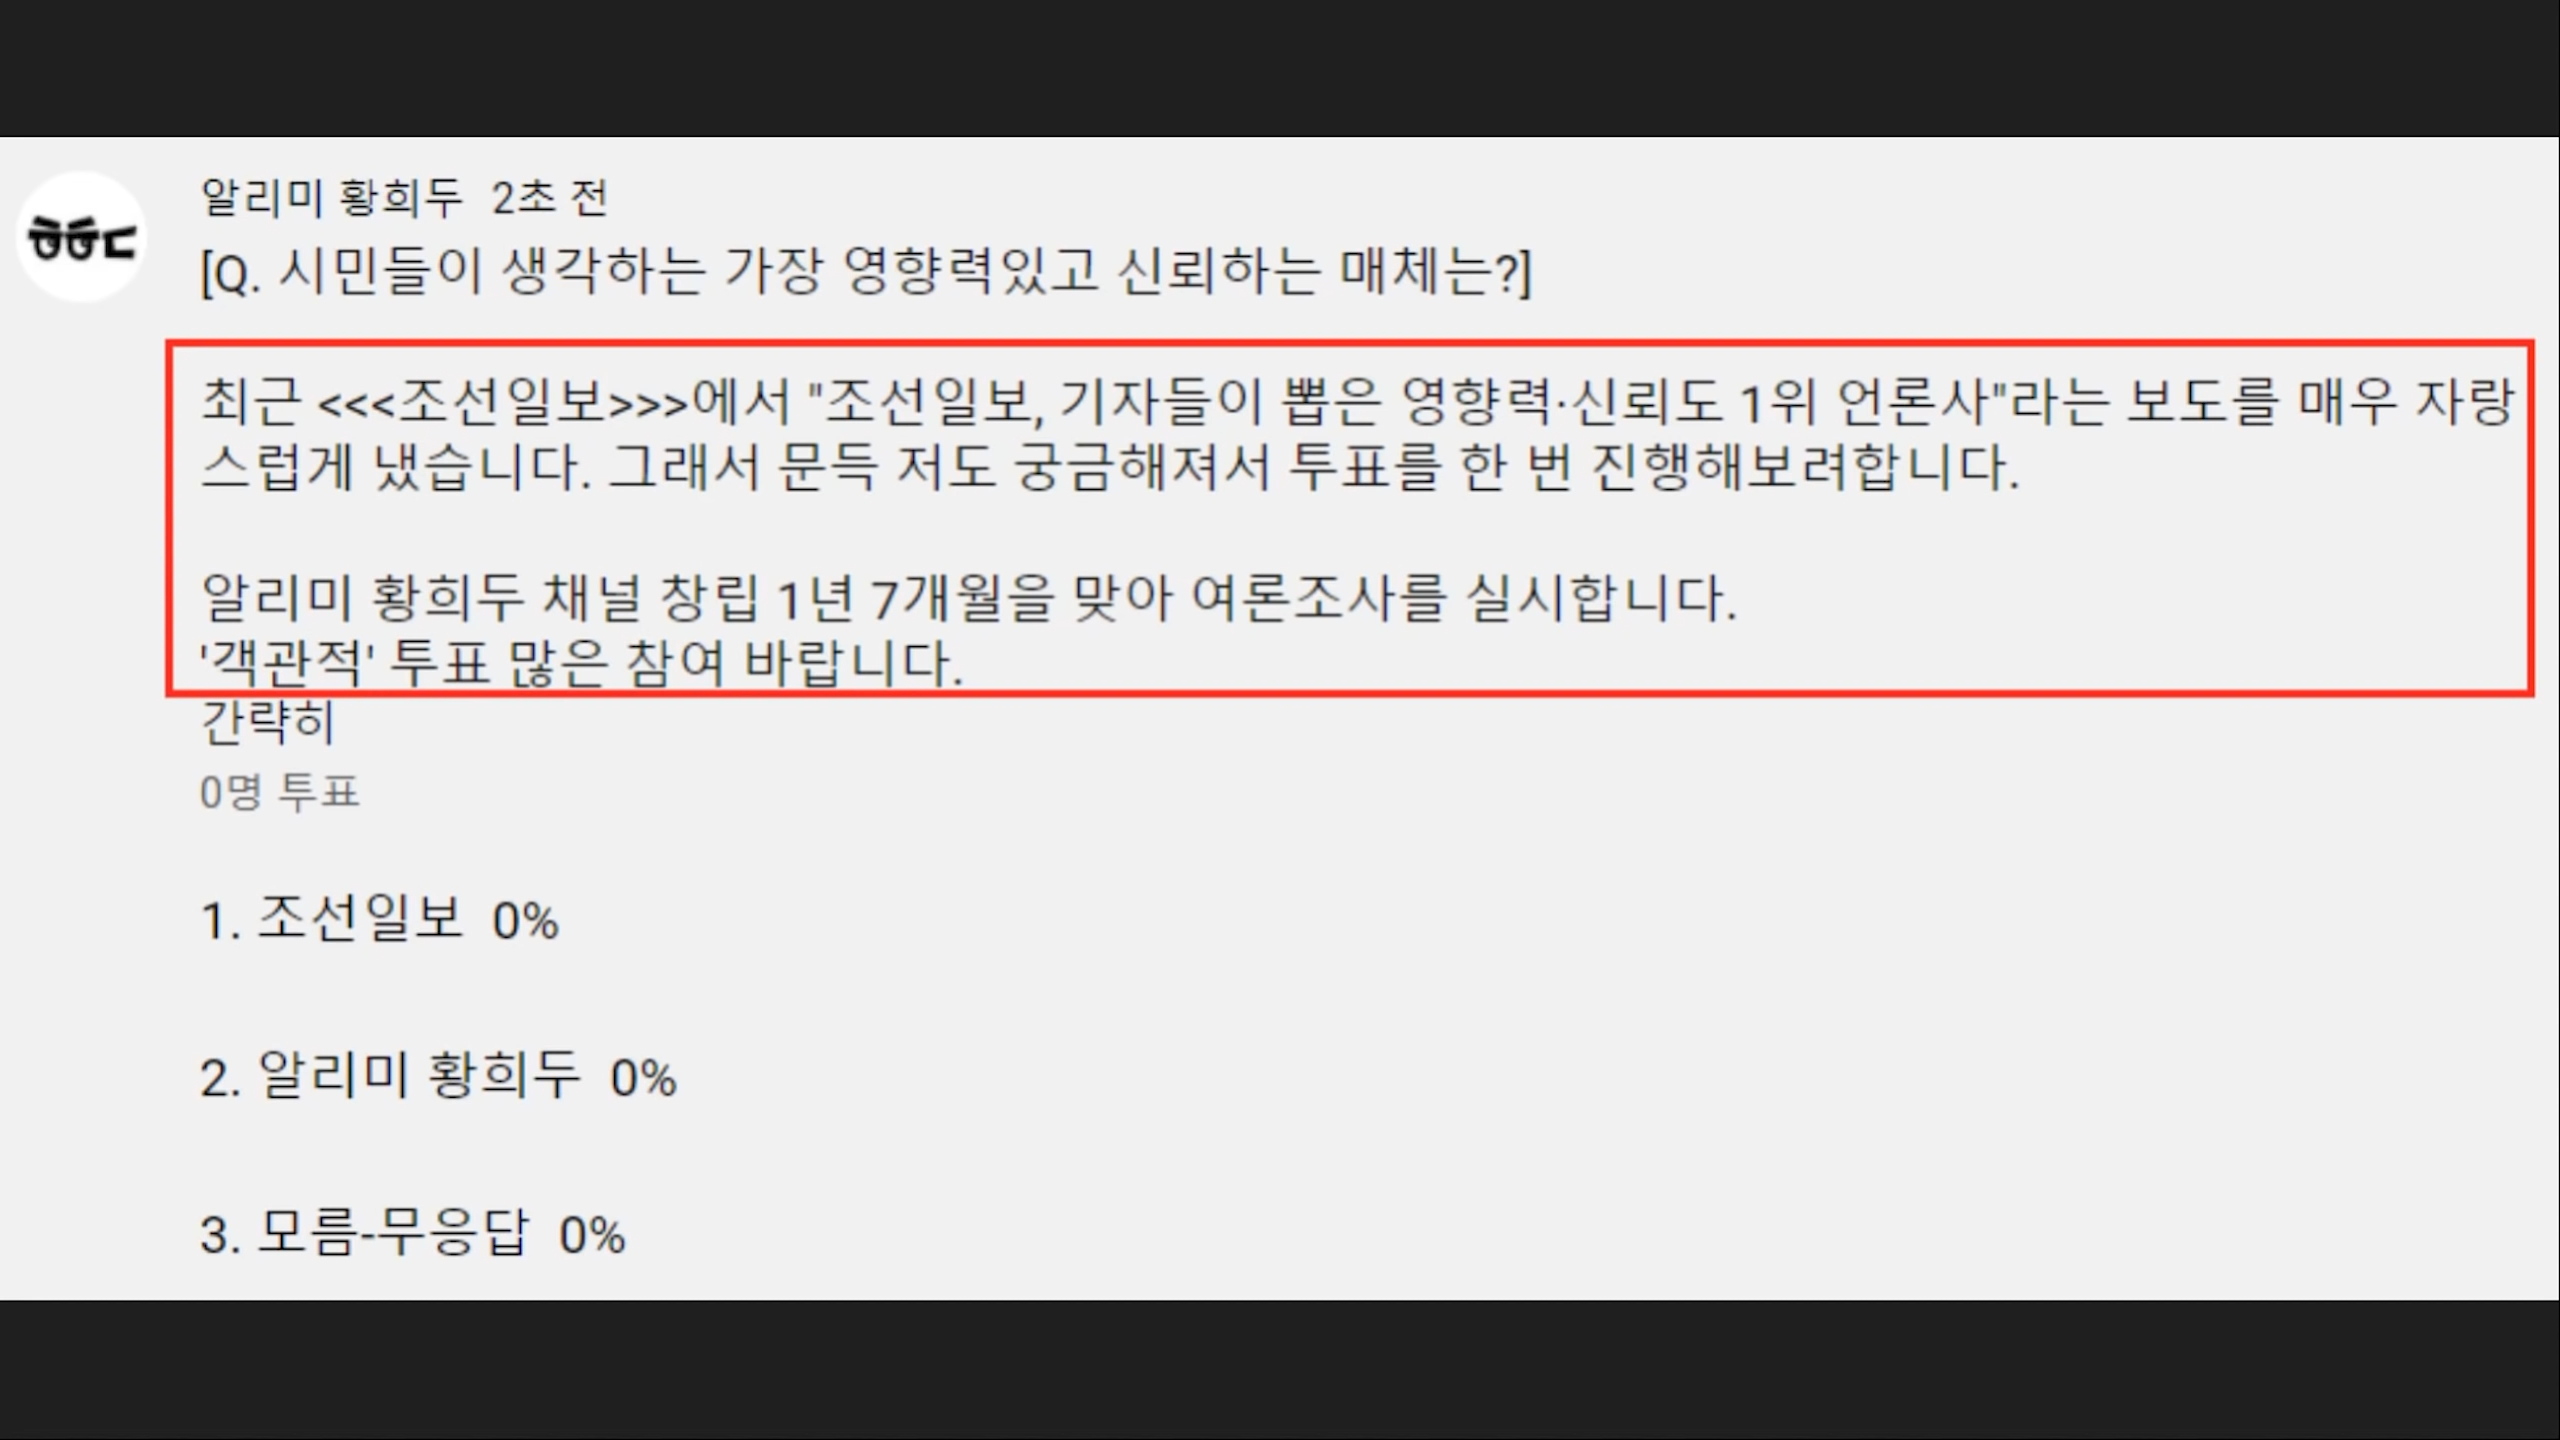 ㅎㅎㄷ
알리미 황희두 2초 전
[Q. 시민들이 생각하는 가장 영향력있고 신뢰하는 매체는?]
최근 <<<조선일보>>>에서 "조선일보, 기자들이 뽑은 영향력·신뢰도 1위 언론사"라는 보도를 매우 자랑
스럽게 냈습니다. 그래서 문득 저도 궁금해져서 투표를 한 번 진행해보려합니다.
알리미 황희두 채널 창립 1년 7개월을 맞아 여론조사를 실시합니다.
'객관적' 투표 많은 참여 바랍니다.
간략히
0명 투표
1. 조선일보 0%
2. 알리미 황희두 0%
3. 모름-무응답 0%